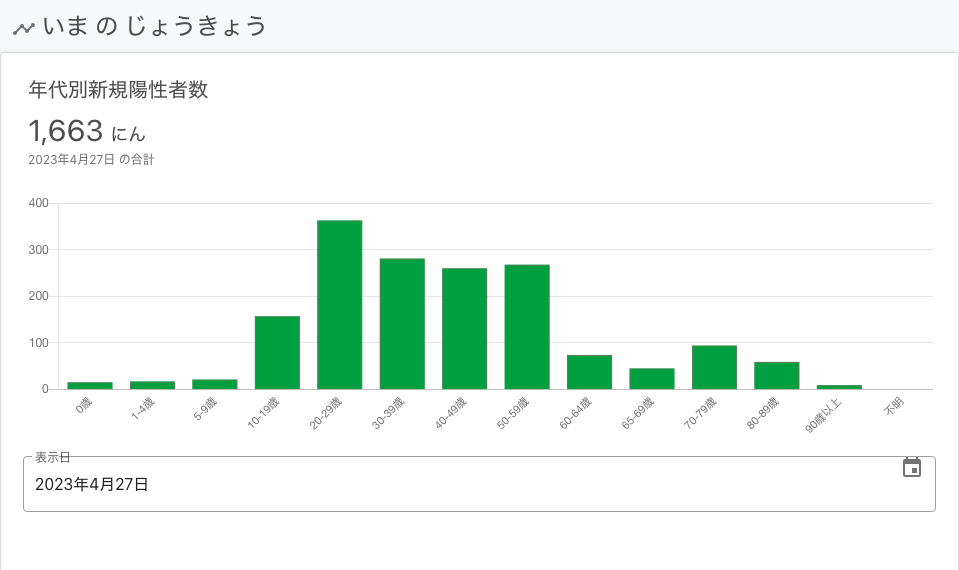 いま の じょうきょう
年代別新規陽性者数
1,663 にん
2023年4月27日 の合計
400
300
200
100
0
0歳
1-4歳
5-9歳
10-19歳
20-29歳
30-39歳
40-49歳
50-59歳
60-64歳
65-69歳
70-79歳
80-89歳
90歳以上
不明
表示日
2023年4月27日